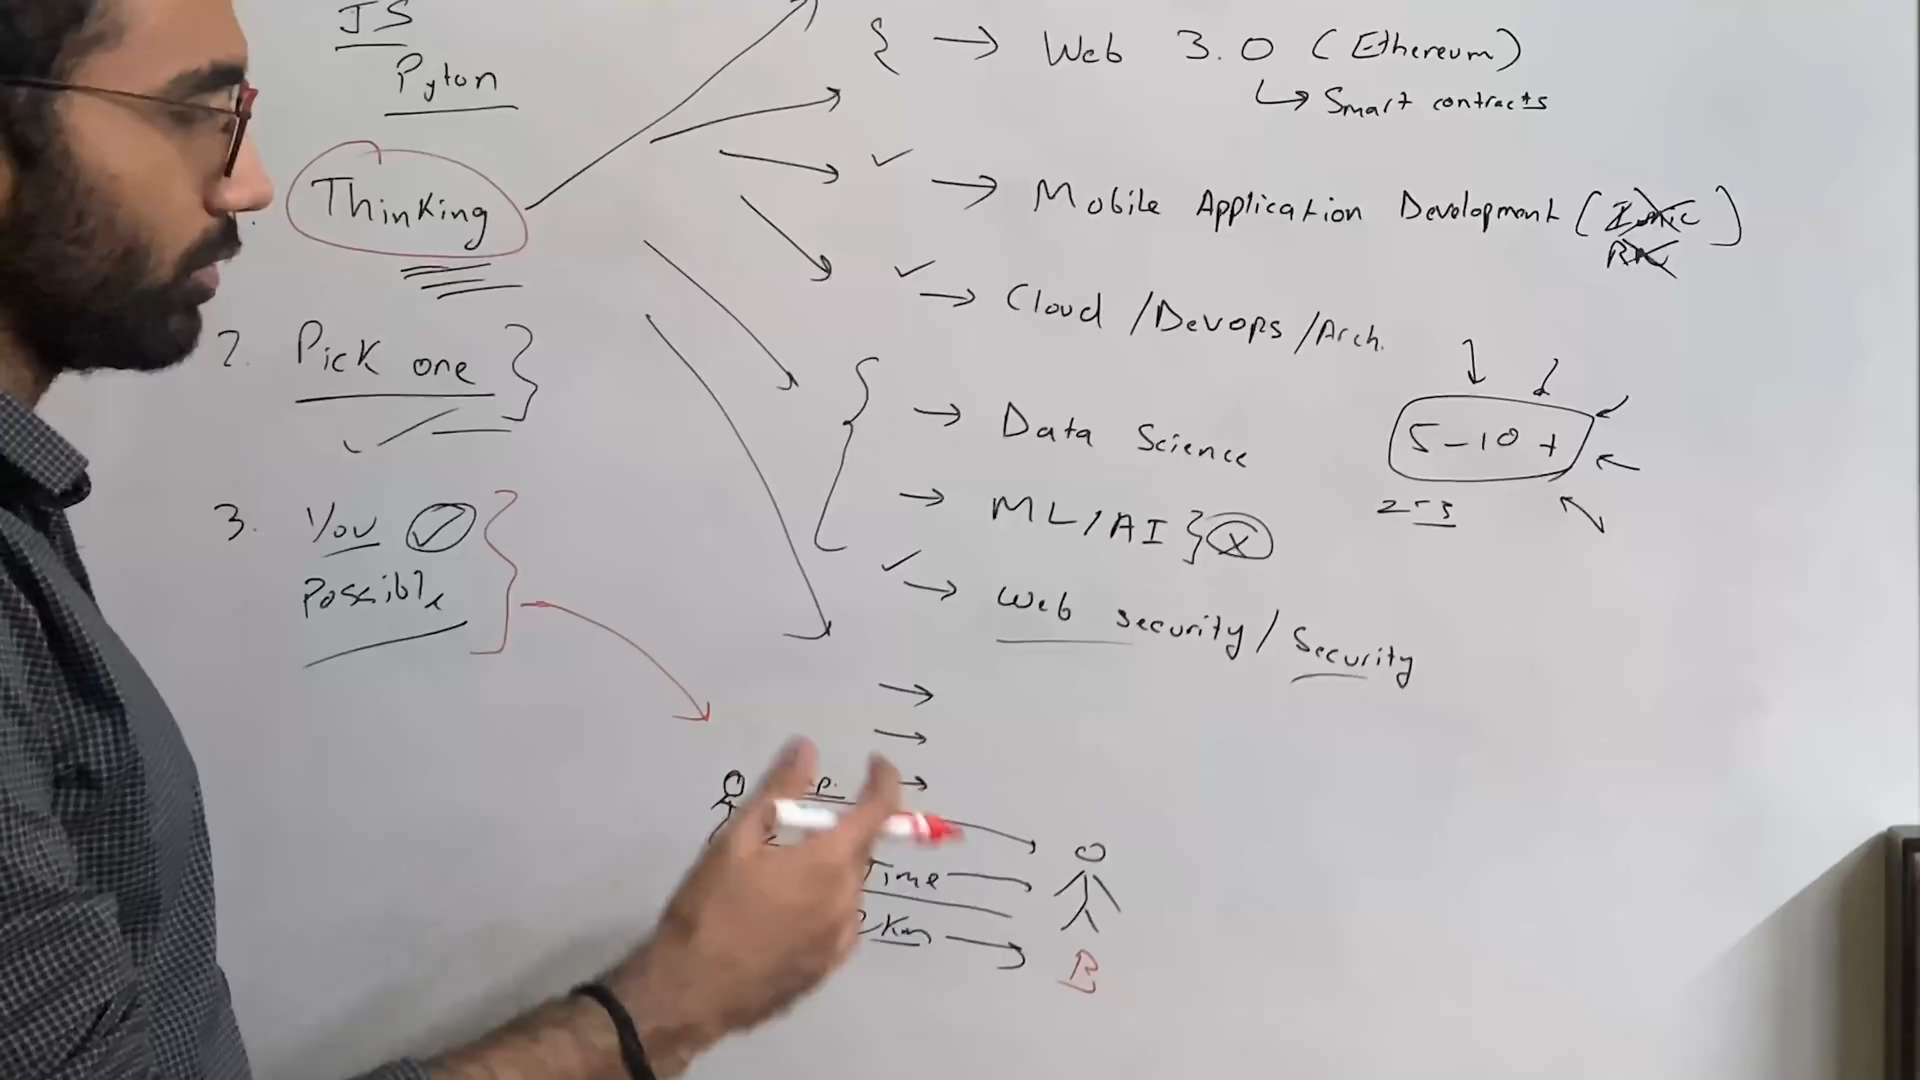 JS
Pyton
Thinking
2. Pick one
3. You
Possible
{ → Web 3.0 (Ethereum)
↳ Smart contracts
✓ → Mobile Application Development (Ionic)
RN
✓ → Cloud /Devops /Arch.
→ Data Science
→ ML/AI } X
✓ → Web security/ Security
5-10+
2-3
Time
Km
B